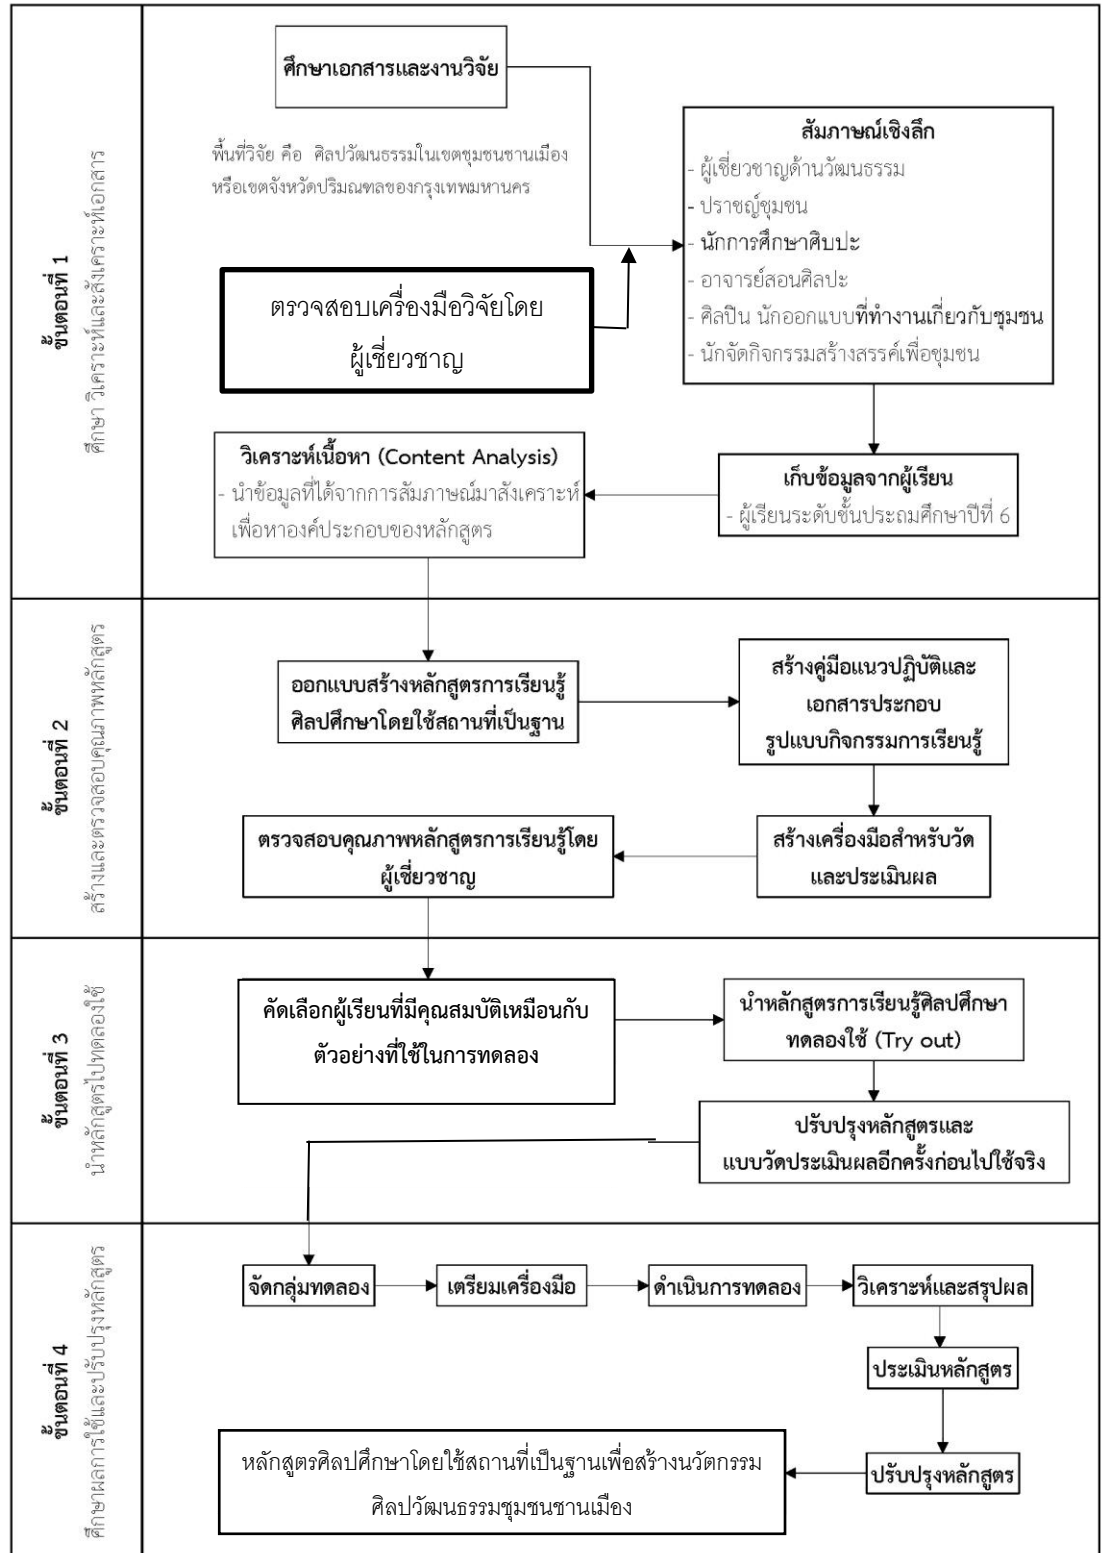 ขั้นตอนที่ 1
ศึกษา วิเคราะห์และสังเคราะห์เอกสาร
ศึกษาเอกสารและงานวิจัย
พื้นที่วิจัย คือ ศิลปวัฒนธรรมในเขตชุมชนชานเมือง
หรือเขตจังหวัดปริมณฑลของกรุงเทพมหานคร
ตรวจสอบเครื่องมือวิจัยโดย
ผู้เชี่ยวชาญ
สัมภาษณ์เชิงลึก
- ผู้เชี่ยวชาญด้านวัฒนธรรม
- ปราชญ์ชุมชน
- นักการศึกษาศิบปะ
- อาจารย์สอนศิลปะ
- ศิลปิน นักออกแบบที่ทำงานเกี่ยวกับชุมชน
- นักจัดกิจกรรมสร้างสรรค์เพื่อชุมชน
เก็บข้อมูลจากผู้เรียน
- ผู้เรียนระดับชั้นประถมศึกษาปีที่ 6
วิเคราะห์เนื้อหา (Content Analysis)
- นำข้อมูลที่ได้จากการสัมภาษณ์มาสังเคราะห์
เพื่อหาองค์ประกอบของหลักสูตร
ขั้นตอนที่ 2
สร้างและตรวจสอบคุณภาพหลักสูตร
ออกแบบสร้างหลักสูตรการเรียนรู้
ศิลปศึกษาโดยใช้สถานที่เป็นฐาน
สร้างคู่มือแนวปฏิบัติและ
เอกสารประกอบ
รูปแบบกิจกรรมการเรียนรู้
สร้างเครื่องมือสำหรับวัด
และประเมินผล
ตรวจสอบคุณภาพหลักสูตรการเรียนรู้โดย
ผู้เชี่ยวชาญ
ขั้นตอนที่ 3
นำหลักสูตรไปทดลองใช้
คัดเลือกผู้เรียนที่มีคุณสมบัติเหมือนกับ
ตัวอย่างที่ใช้ในการทดลอง
นำหลักสูตรการเรียนรู้ศิลปศึกษา
ทดลองใช้ (Try out)
ปรับปรุงหลักสูตรและ
แบบวัดประเมินผลอีกครั้งก่อนไปใช้จริง
ขั้นตอนที่ 4
ศึกษาผลการใช้และปรับปรุงหลักสูตร
จัดกลุ่มทดลอง
เตรียมเครื่องมือ
ดำเนินการทดลอง
วิเคราะห์และสรุปผล
ประเมินหลักสูตร
ปรับปรุงหลักสูตร
หลักสูตรศิลปศึกษาโดยใช้สถานที่เป็นฐานเพื่อสร้างนวัตกรรม
ศิลปวัฒนธรรมชุมชนชานเมือง